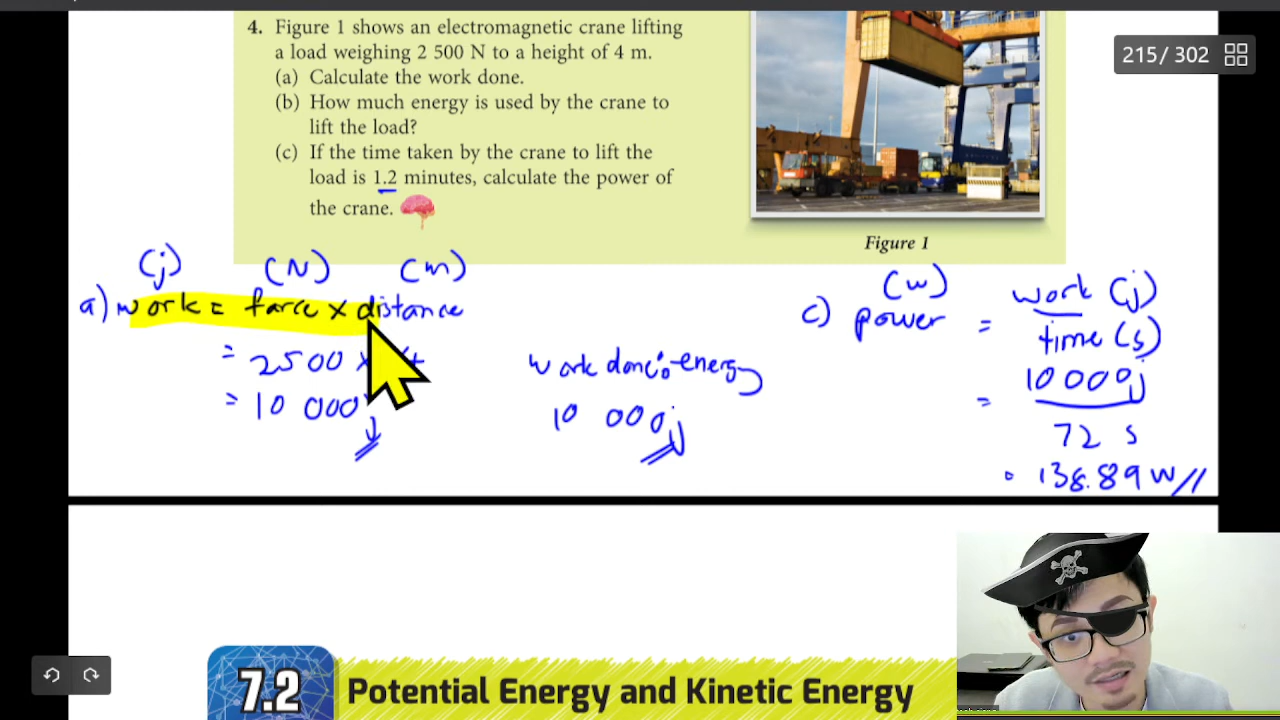 215/ 302
4. Figure 1 shows an electromagnetic crane lifting
a load weighing 2 500 N to a height of 4 m.
(a) Calculate the work done.
(b) How much energy is used by the crane to
lift the load?
(c) If the time taken by the crane to lift the
load is 1.2 minutes, calculate the power of
the crane.
Figure 1
(j) (N) (m)
a) work = force x distance
= 2500 x
= 10 000
j
work done: energy
10 000j
(w)
c) power = work (j)
time (s)
= 10 000j
72 s
= 138.89 w //
7.2
Potential Energy and Kinetic Energy